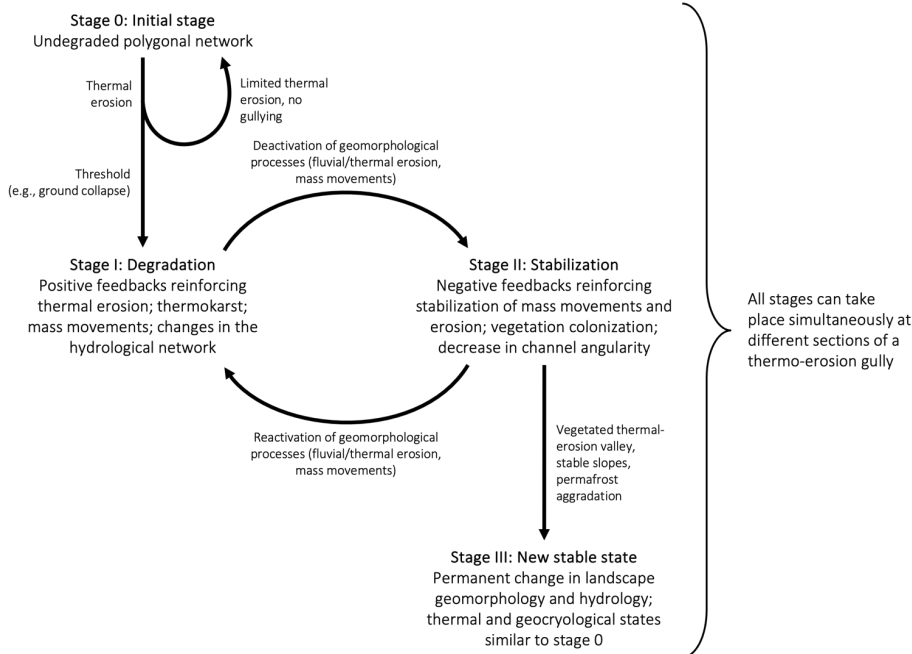 Stage 0: Initial stage
Undegraded polygonal network
Thermal
erosion
Limited thermal
erosion, no
gullying
Threshold
(e.g., ground collapse)
Deactivation of geomorphological
processes (fluvial/thermal erosion,
mass movements)
Stage I: Degradation
Positive feedbacks reinforcing
thermal erosion; thermokarst;
mass movements; changes in the
hydrological network
Stage II: Stabilization
Negative feedbacks reinforcing
stabilization of mass movements and
erosion; vegetation colonization;
decrease in channel angularity
Reactivation of geomorphological
processes (fluvial/thermal erosion,
mass movements)
Vegetated thermal-
erosion valley,
stable slopes,
permafrost
aggradation
Stage III: New stable state
Permanent change in landscape
geomorphology and hydrology;
thermal and geocryological states
similar to stage 0
All stages can take
place simultaneously at
different sections of a
thermo-erosion gully